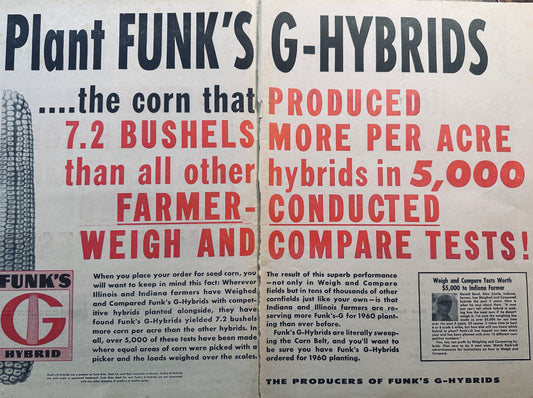 Plant FUNK'S G-HYBRIDS
....the corn that PRODUCED
7.2 BUSHELS MORE PER ACRE
than all other hybrids in 5,000
FARMER-CONDUCTED
WEIGH AND COMPARE TESTS!
FUNK'S
G
HYBRID
When you place your order for seed corn, you
will want to keep in mind this fact: Wherever
Illinois and Indiana farmers have Weighed
and Compared Funk's G-Hybrids with compet-
itive hybrids planted alongside, they have
found Funk's G-Hybrids yielded 7.2 bushels
more corn per acre than the other hybrids. In
all, over 5,000 of these tests have been made
where equal areas of corn were picked with a
picker and the loads weighed over the scales.
The result of this superb performance
—not only in Weigh and Compare
fields but in tens of thousands of other
cornfields just like your own—is that
Indiana and Illinois farmers are re-
serving more Funk's-G for 1960 plant-
ing than ever before.
Funk's G-Hybrids are literally sweep-
ing the Corn Belt, and you'll want to
be sure you have Funk's G-Hybrids
ordered for 1960 planting.
Weigh and Compare Tests Worth
$5,000 to Indiana Farmer
THE PRODUCERS OF FUNK'S G-HYBRIDS